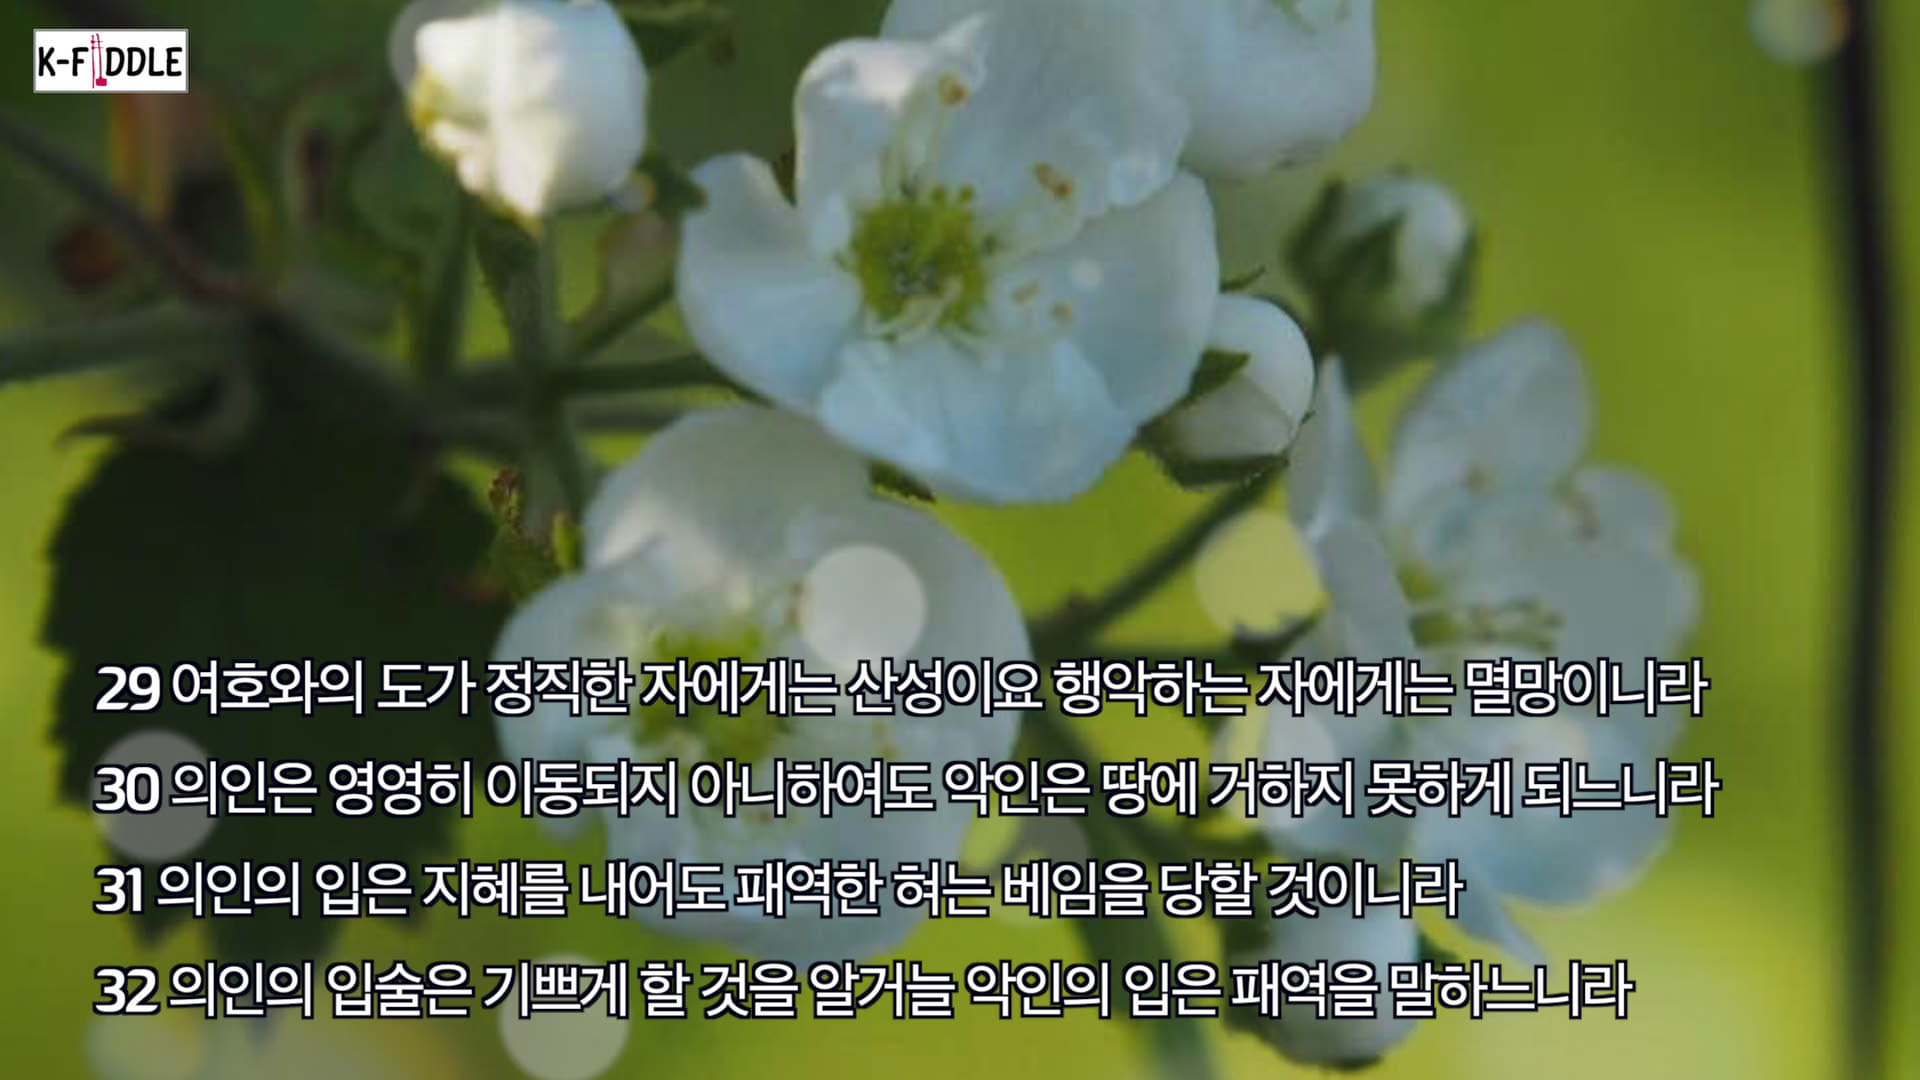 K-FIDDLE
29 여호와의 도가 정직한 자에게는 산성이요 행악하는 자에게는 멸망이니라
30 의인은 영영히 이동되지 아니하여도 악인은 땅에 거하지 못하게 되느니라
31 의인의 입은 지혜를 내어도 패역한 혀는 베임을 당할 것이니라
32 의인의 입술은 기쁘게 할 것을 알거늘 악인의 입은 패역을 말하느니라